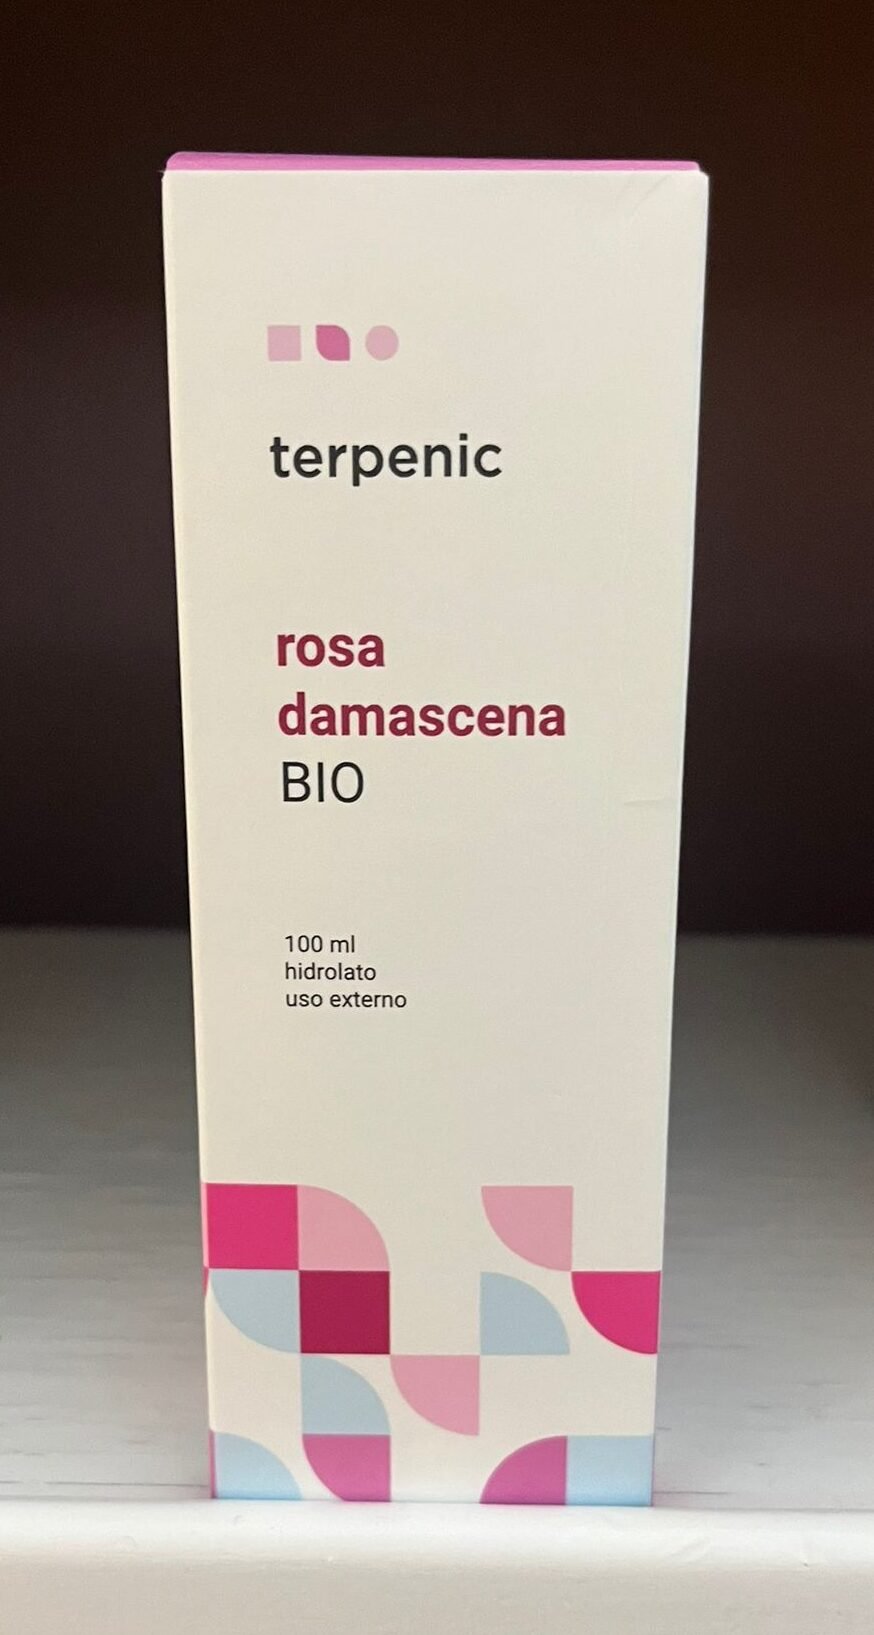 terpenic
rosa
damascena
BIO
100 ml
hidrolato
uso externo